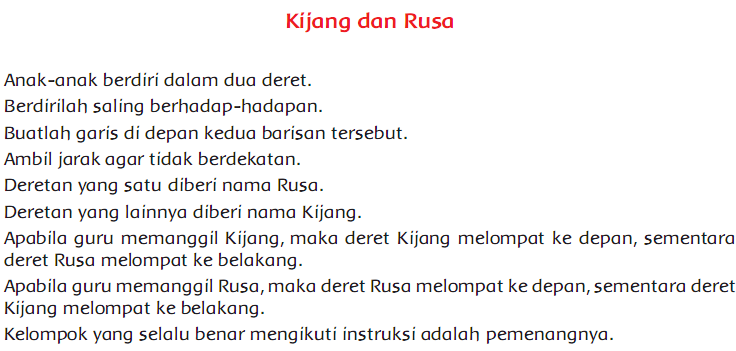 Kijang dan Rusa
Anak-anak berdiri dalam dua deret.
Berdirilah saling berhadap-hadapan.
Buatlah garis di depan kedua barisan tersebut.
Ambil jarak agar tidak berdekatan.
Deretan yang satu diberi nama Rusa.
Deretan yang lainnya diberi nama Kijang.
Apabila guru memanggil Kijang, maka deret Kijang melompat ke depan, sementara
deret Rusa melompat ke belakang.
Apabila guru memanggil Rusa, maka deret Rusa melompat ke depan, sementara deret
Kijang melompat ke belakang.
Kelompok yang selalu benar mengikuti instruksi adalah pemenangnya.